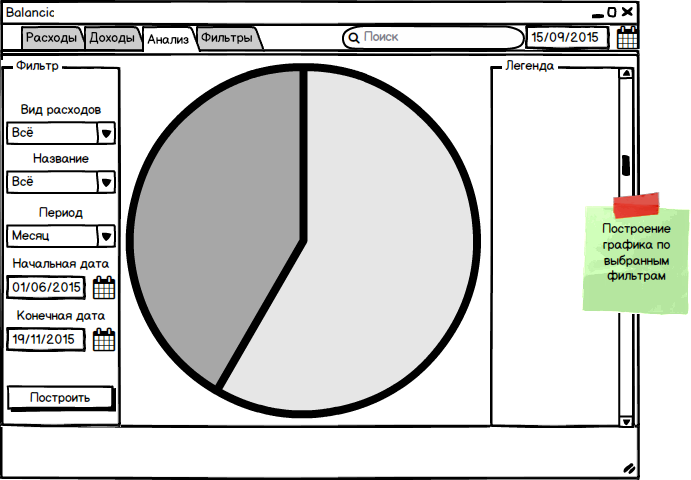 Balancic
Расходы Доходы Анализ Фильтры Поиск 15/09/2015
Фильтр
Легенда
Вид расходов
Всё
Название
Всё
Период
Месяц
Начальная дата
01/06/2015
Конечная дата
19/11/2015
Построить
Построение
графика по
выбранным
фильтрам